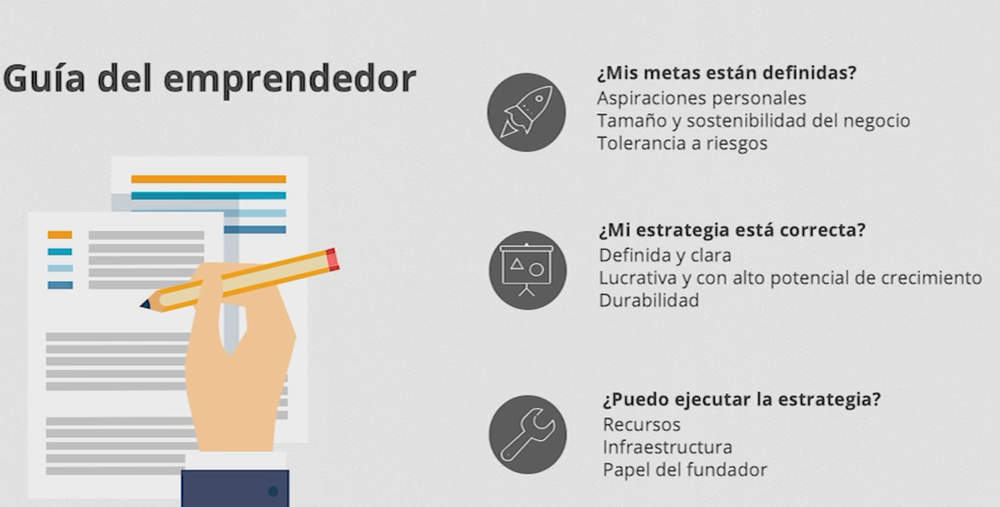 Guía del emprendedor
¿Mis metas están definidas?
Aspiraciones personales
Tamaño y sostenibilidad del negocio
Tolerancia a riesgos
¿Mi estrategia está correcta?
Definida y clara
Lucrativa y con alto potencial de crecimiento
Durabilidad
¿Puedo ejecutar la estrategia?
Recursos
Infraestructura
Papel del fundador